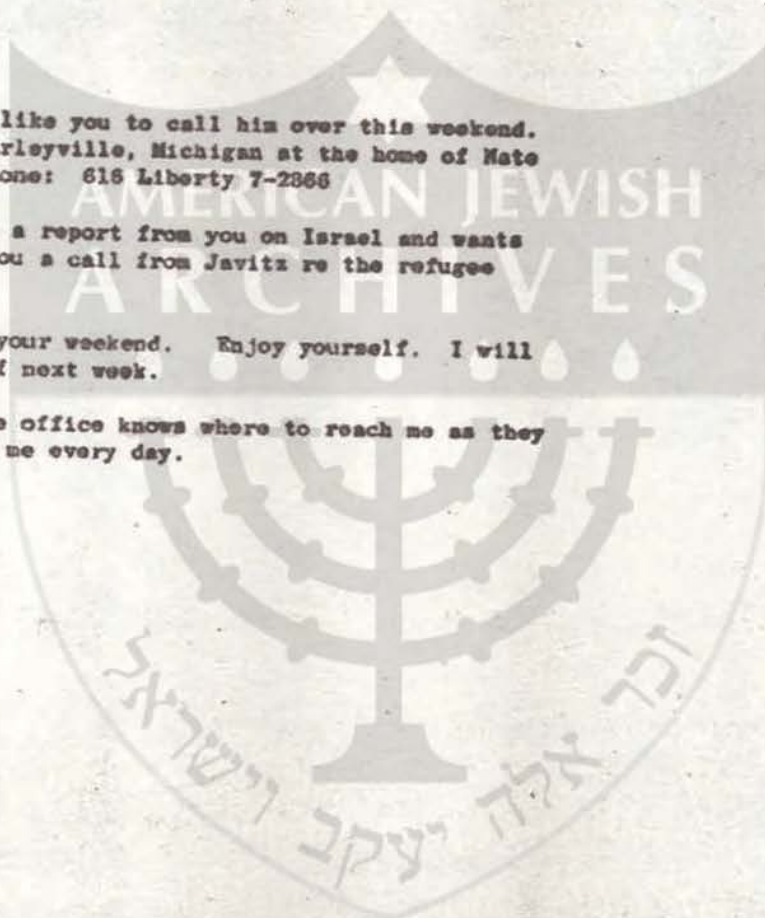 like you to call him over this weekend.
rleyville, Michigan at the home of Nate
one: 616 Liberty 7-2866
AMERICAN JEWISH
a report from you on Israel and wants
ou a call from Javitz re the refugee
ARCHIVES
your weekend. Enjoy yourself. I will
f next week.
e office knows where to reach me as they
me every day.
זכר אלה יעקב וישראל